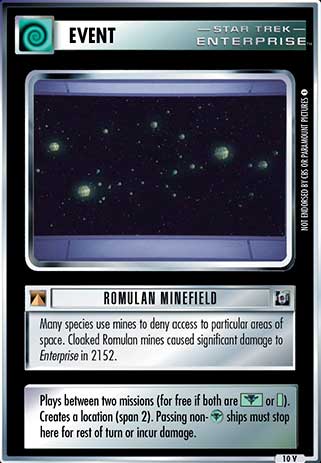 EVENT
STAR TREK
ENTERPRISE™
NOT ENDORSED BY CBS OR PARAMOUNT PICTURES
ROMULAN MINEFIELD
Many species use mines to deny access to particular areas of
space. Cloaked Romulan mines caused significant damage to
Enterprise in 2152.
Plays between two missions (for free if both are or ).
Creates a location (span 2). Passing non- ships must stop
here for rest of turn or incur damage.
10 V